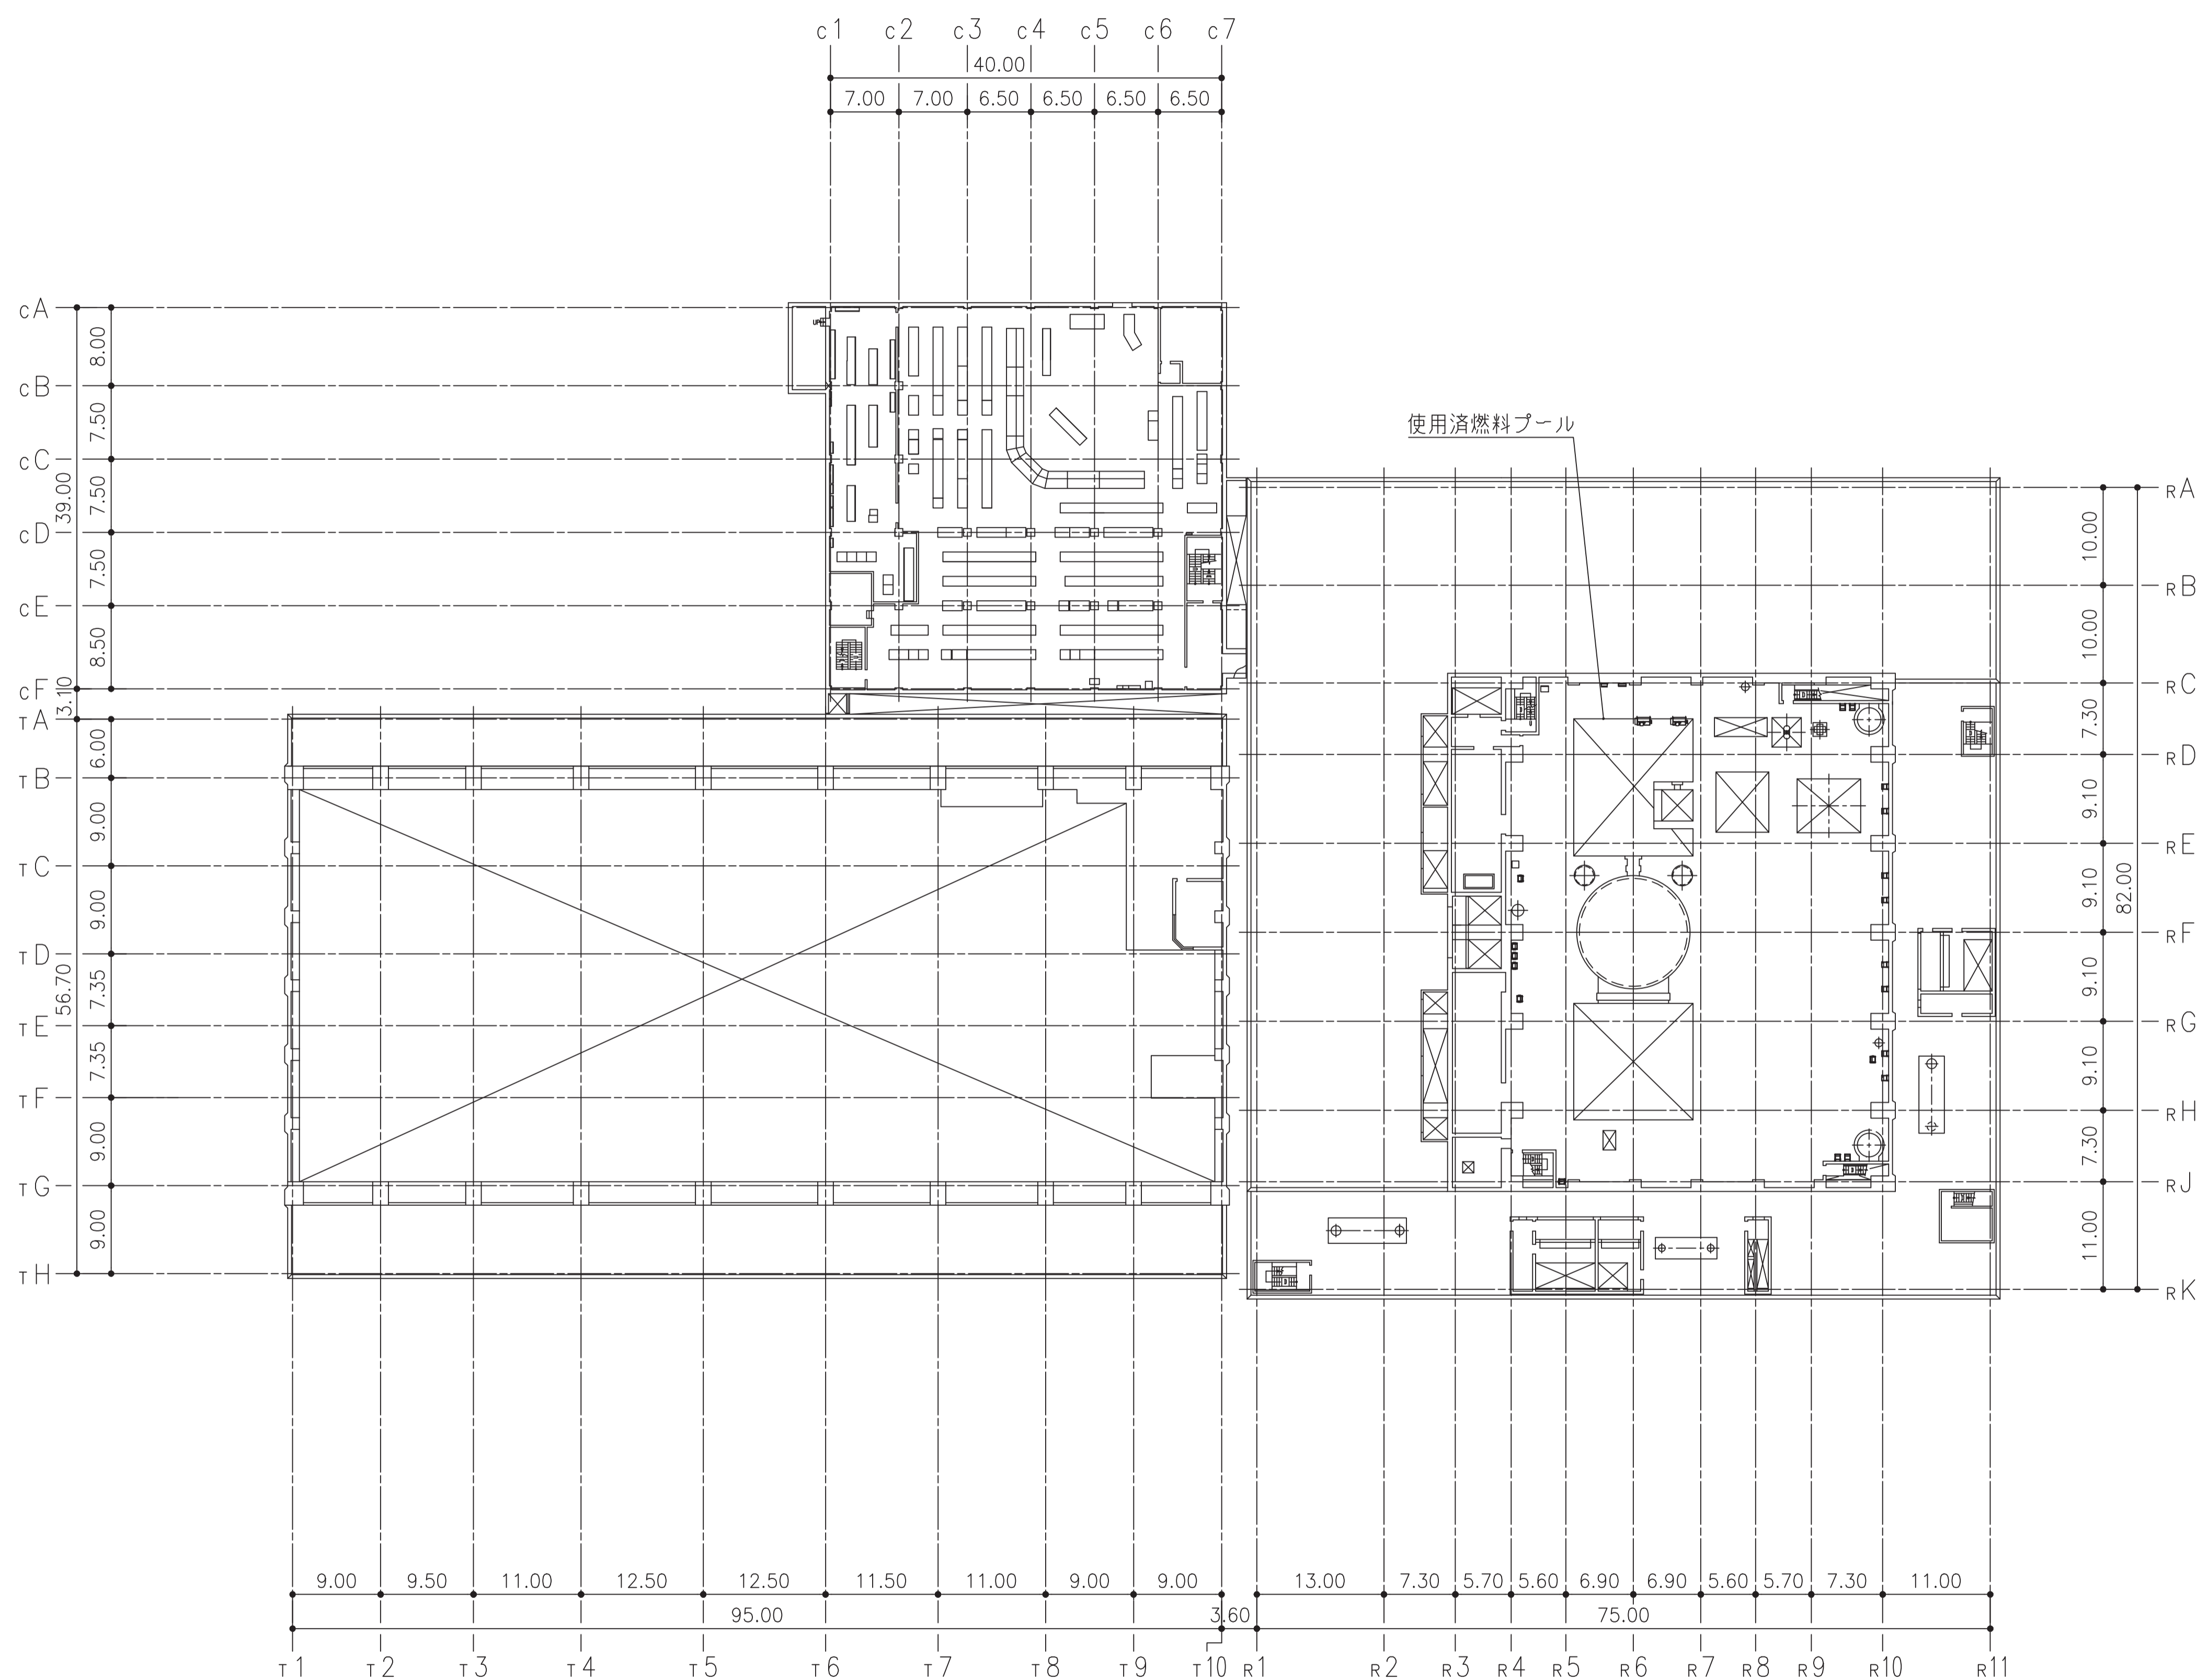 c1 c2 c3 c4 c5 c6 c7
40.00
7.00 7.00 6.50 6.50 6.50 6.50
cA
8.00
cB
7.50
cC
7.50
39.00
cD
7.50
cE
8.50
cF
3.10
TA
6.00
TB
9.00
TC
9.00
TD
7.35
56.70
TE
7.35
TF
9.00
TG
9.00
TH
UP
使用済燃料プール
RA
10.00
RB
10.00
RC
7.30
RD
9.10
RE
9.10
82.00
RF
9.10
RG
9.10
RH
7.30
RJ
11.00
RK
9.00 9.50 11.00 12.50 12.50 11.50 11.00 9.00 9.00 13.00 7.30 5.70 5.60 6.90 6.90 5.60 5.70 7.30 11.00
95.00 3.60 75.00
T1 T2 T3 T4 T5 T6 T7 T8 T9 T10 R1 R2 R3 R4 R5 R6 R7 R8 R9 R10 R11